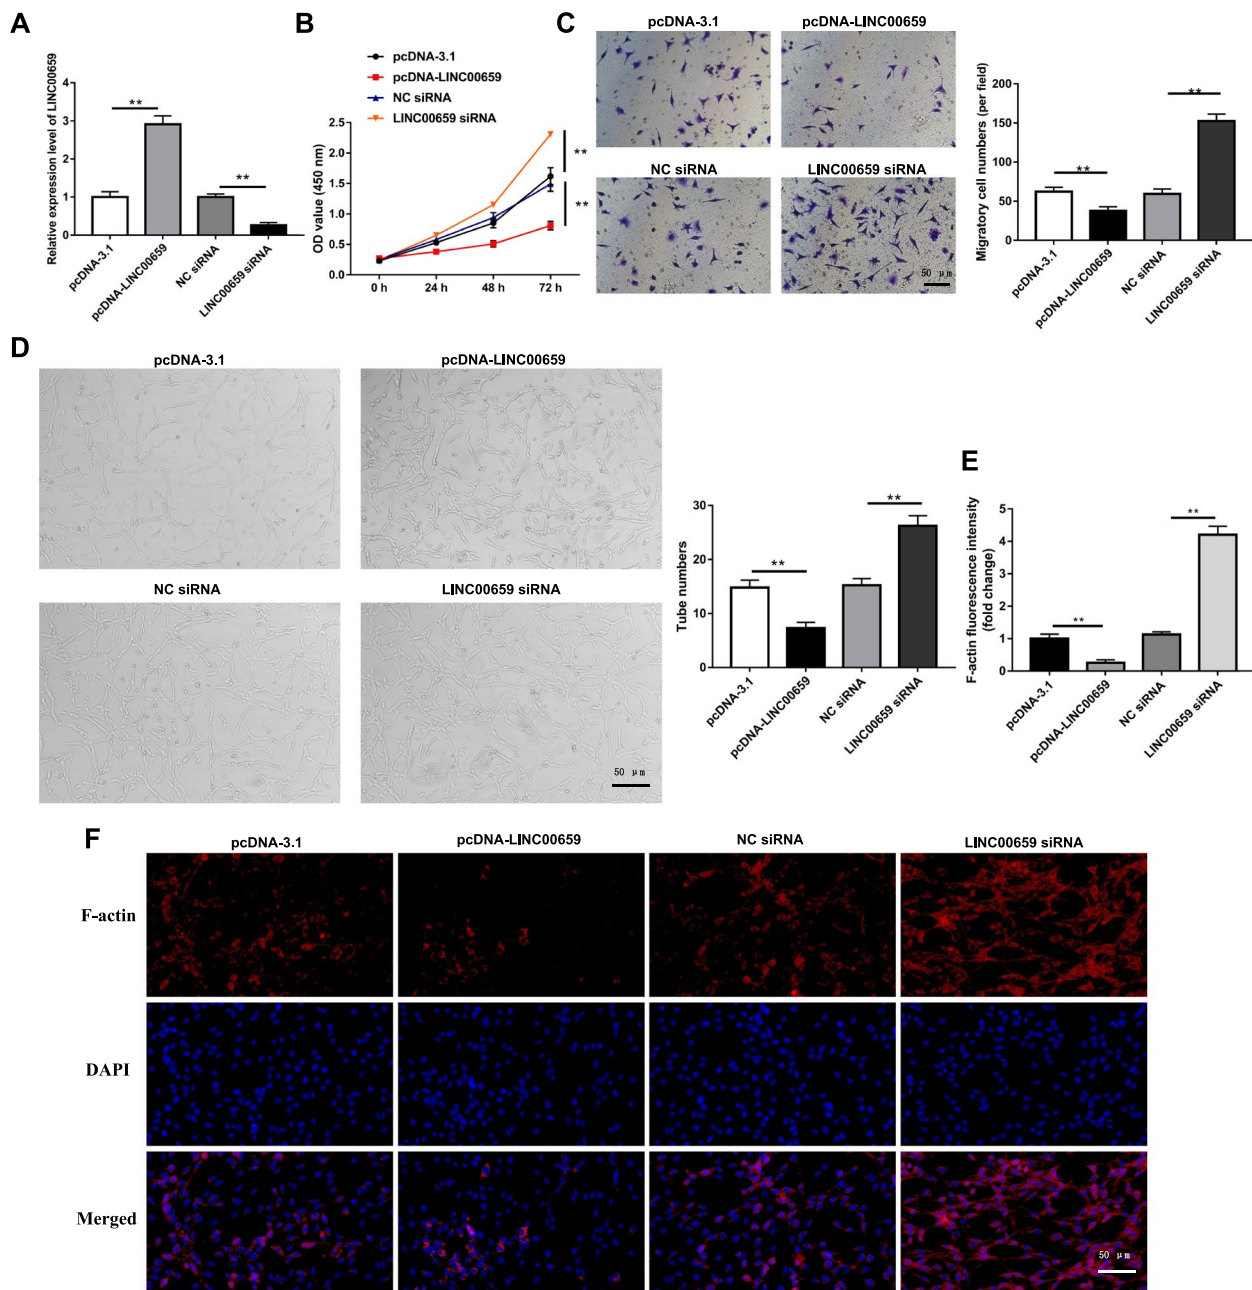 A
Relative expression level of LINC00659
4
3
2
1
0
**
**
pcDNA-3.1
pcDNA-LINC00659
NC siRNA
LINC00659 siRNA
B
pcDNA-3.1
pcDNA-LINC00659
NC siRNA
LINC00659 siRNA
OD value (450 nm)
2.5
2.0
1.5
1.0
0.5
0.0
**
**
0 h
24 h
48 h
72 h
C
pcDNA-3.1
pcDNA-LINC00659
NC siRNA
LINC00659 siRNA
50 μm
Migratory cell numbers (per field)
200
150
100
50
0
**
**
pcDNA-3.1
pcDNA-LINC00659
NC siRNA
LINC00659 siRNA
D
pcDNA-3.1
pcDNA-LINC00659
NC siRNA
LINC00659 siRNA
50 μm
Tube numbers
30
20
10
0
**
**
pcDNA-3.1
pcDNA-LINC00659
NC siRNA
LINC00659 siRNA
E
F-actin fluorescence intensity
(fold change)
5
4
3
2
1
0
**
**
pcDNA-3.1
pcDNA-LINC00659
NC siRNA
LINC00659 siRNA
F
pcDNA-3.1
pcDNA-LINC00659
NC siRNA
LINC00659 siRNA
F-actin
DAPI
Merged
50 μm